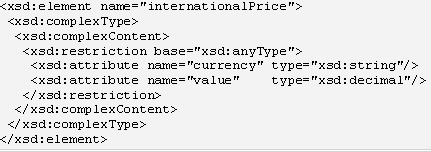 <xsd:element name="internationalPrice">
 <xsd:complexType>
  <xsd:complexContent>
   <xsd:restriction base="xsd:anyType">
    <xsd:attribute name="currency" type="xsd:string"/>
    <xsd:attribute name="value"    type="xsd:decimal"/>
   </xsd:restriction>
  </xsd:complexContent>
 </xsd:complexType>
</xsd:element>